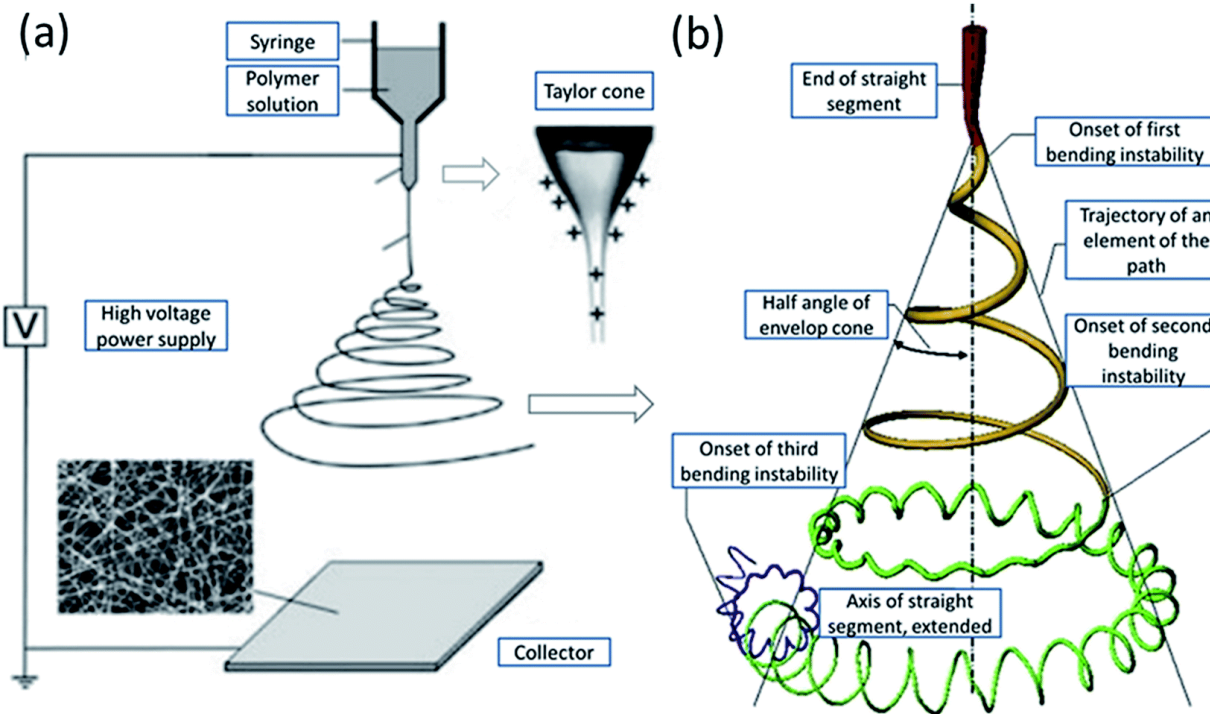 (a)
Syringe
Polymer
solution
Taylor cone
V
High voltage
power supply
Collector
(b)
End of straight
segment
Onset of first
bending instability
Trajectory of an
element of the
path
Half angle of
envelop cone
Onset of second
bending
instability
Onset of third
bending instability
Axis of straight
segment, extended